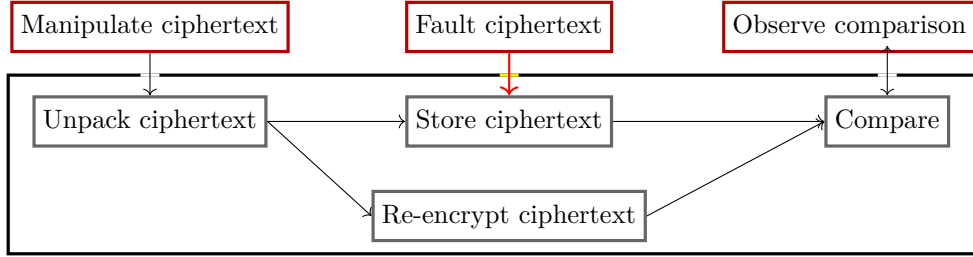 Manipulate ciphertext
Fault ciphertext
Observe comparison
Unpack ciphertext
Store ciphertext
Compare
Re-encrypt ciphertext